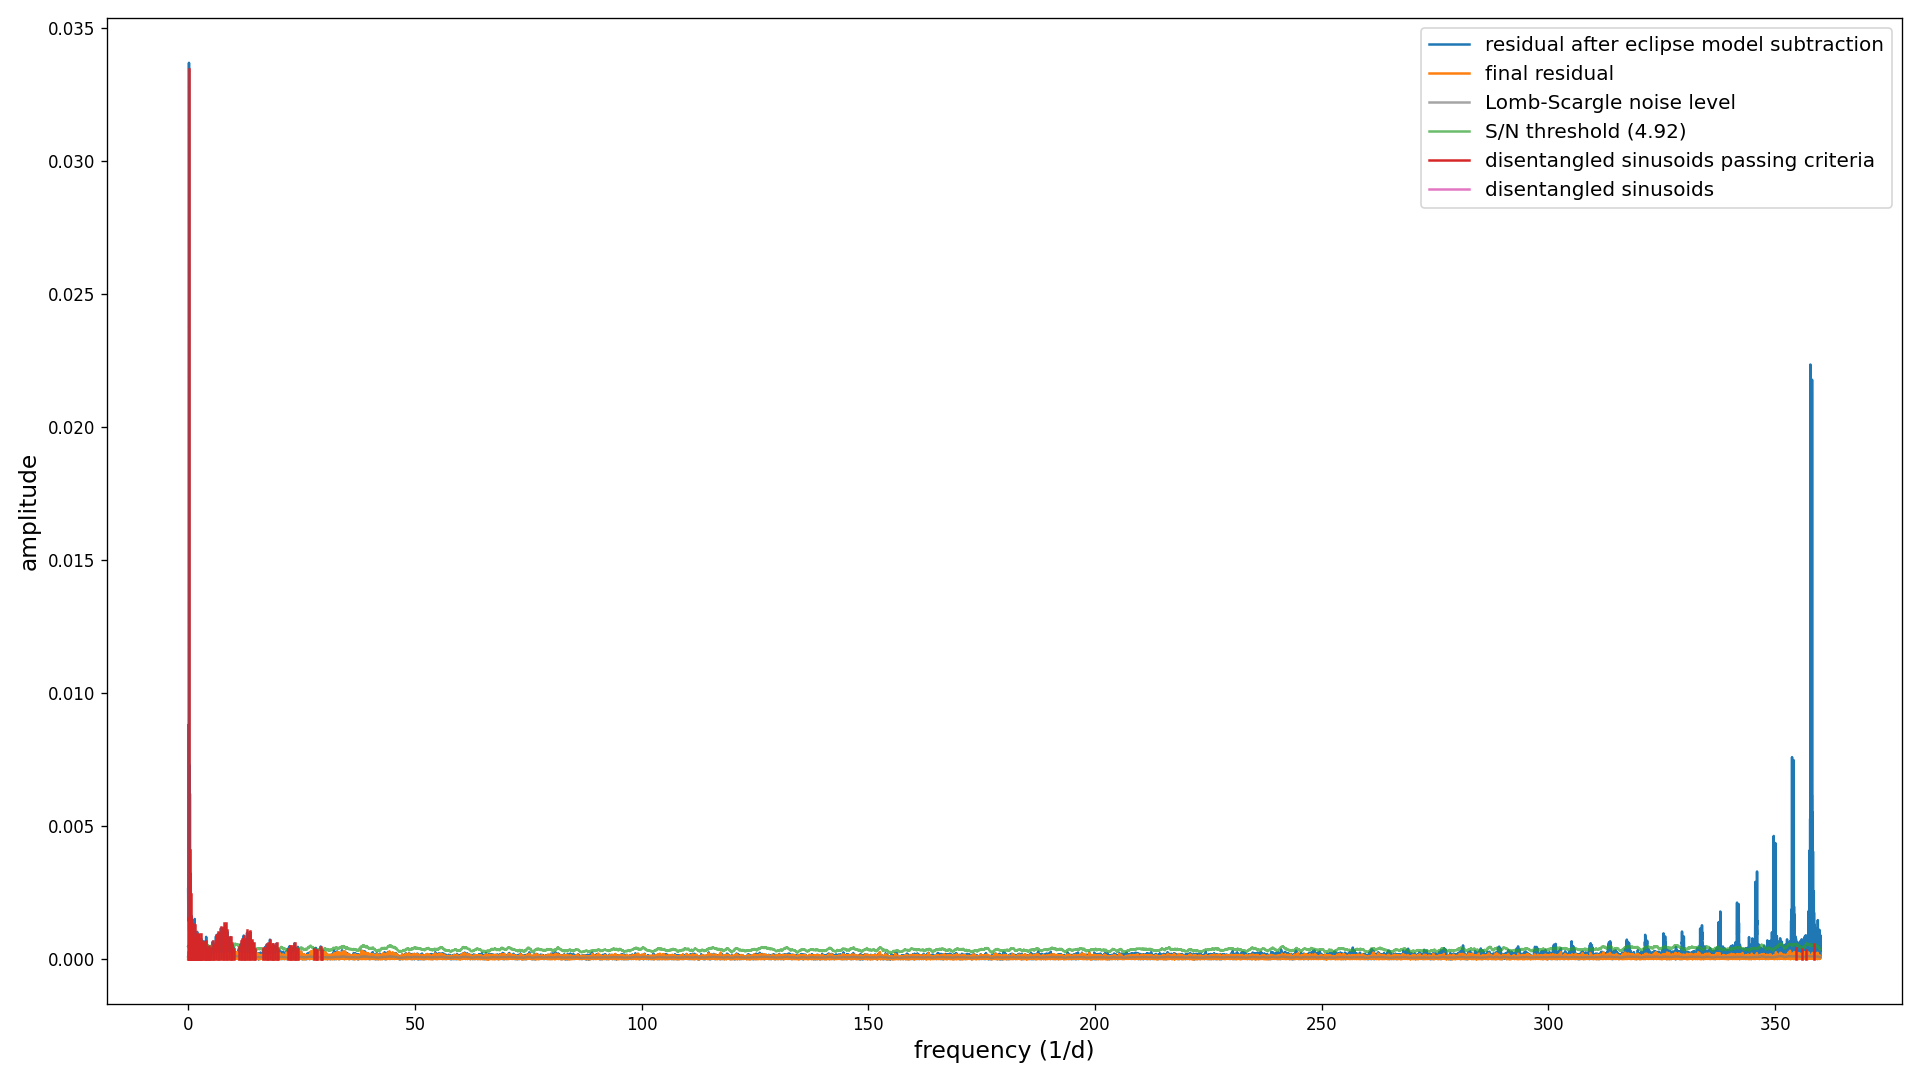 0.035
0.030
0.025
0.020
0.015
0.010
0.005
0.000
amplitude
residual after eclipse model subtraction
final residual
Lomb-Scargle noise level
S/N threshold (4.92)
disentangled sinusoids passing criteria
disentangled sinusoids
0 50 100 150 200 250 300 350
frequency (1/d)